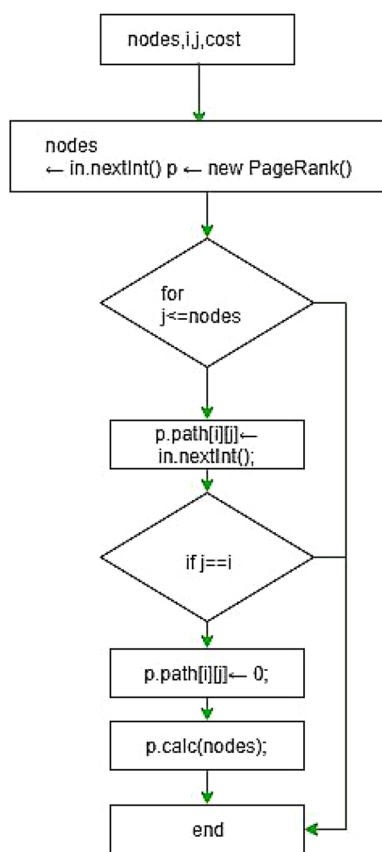 nodes,i,j,cost
nodes
← in.nextInt() p ← new PageRank()
for
j<=nodes
p.path[i][j]←
in.nextInt();
if j==i
p.path[i][j]← 0;
p.calc(nodes);
end